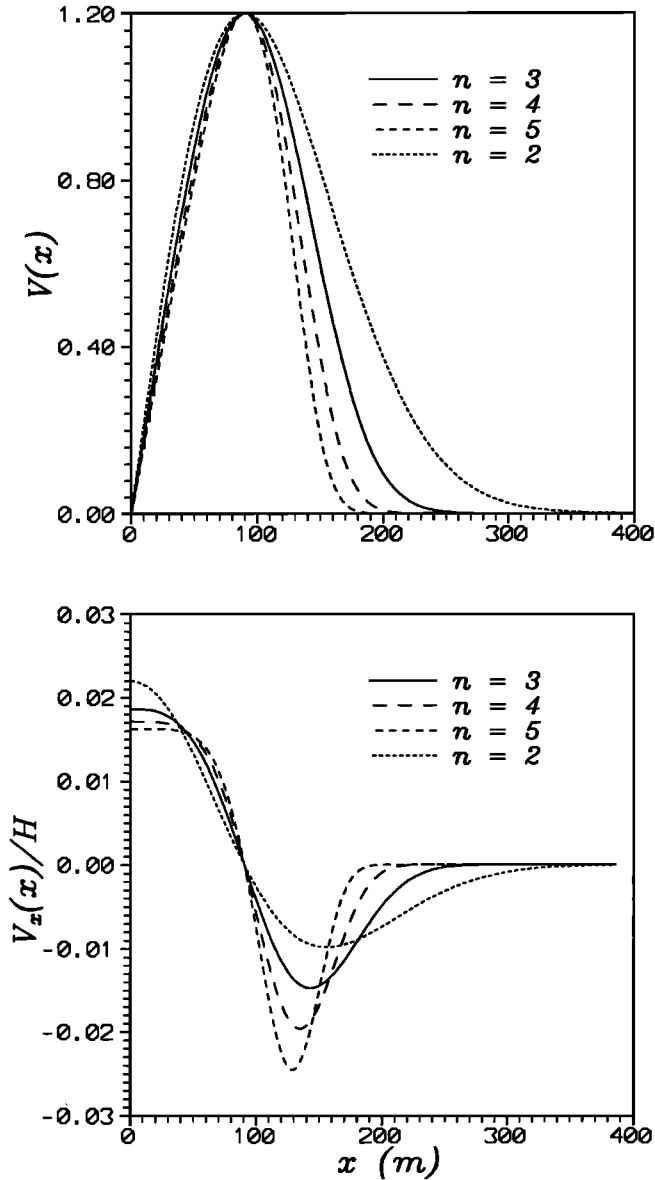 1.20
0.80
0.40
0.00
V(x)
n = 3
n = 4
n = 5
n = 2
0 100 200 300 400
0.03
0.02
0.01
0.00
-0.01
-0.02
-0.03
Vx(x)/H
n = 3
n = 4
n = 5
n = 2
0 100 200 300 400
x (m)